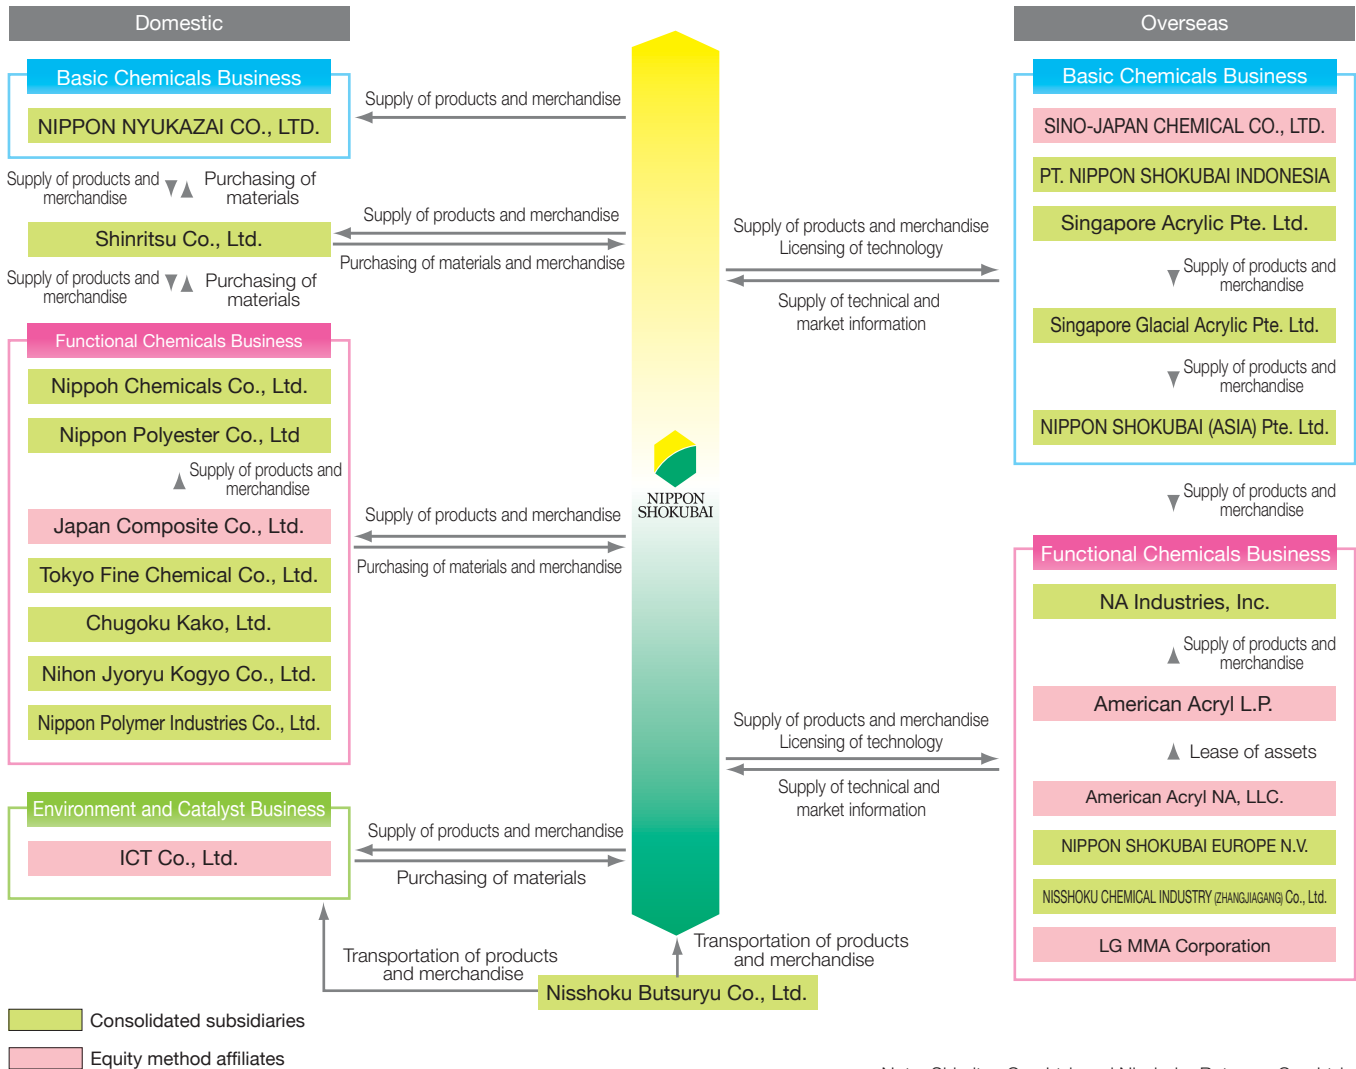 Domestic
Basic Chemicals Business
NIPPON NYUKAZAI CO., LTD.
Supply of products and merchandise
Supply of products and
merchandise
Purchasing of
materials
Shinritsu Co., Ltd.
Supply of products and merchandise
Purchasing of materials and merchandise
Supply of products and
merchandise
Purchasing of
materials
Functional Chemicals Business
Nippoh Chemicals Co., Ltd.
Nippon Polyester Co., Ltd
Supply of products and
merchandise
Japan Composite Co., Ltd.
Tokyo Fine Chemical Co., Ltd.
Chugoku Kako, Ltd.
Nihon Jyoryu Kogyo Co., Ltd.
Nippon Polymer Industries Co., Ltd.
Supply of products and merchandise
Purchasing of materials and merchandise
Environment and Catalyst Business
ICT Co., Ltd.
Supply of products and merchandise
Purchasing of materials
Transportation of products
and merchandise
NIPPON
SHOKUBAI
Transportation of products
and merchandise
Nisshoku Butsuryu Co., Ltd.
Supply of products and merchandise
Licensing of technology
Supply of technical and
market information
Supply of products and merchandise
Licensing of technology
Supply of technical and
market information
Overseas
Basic Chemicals Business
SINO-JAPAN CHEMICAL CO., LTD.
PT. NIPPON SHOKUBAI INDONESIA
Singapore Acrylic Pte. Ltd.
Supply of products and
merchandise
Singapore Glacial Acrylic Pte. Ltd.
Supply of products and
merchandise
NIPPON SHOKUBAI (ASIA) Pte. Ltd.
Supply of products and
merchandise
Functional Chemicals Business
NA Industries, Inc.
Supply of products and
merchandise
American Acryl L.P.
Lease of assets
American Acryl NA, LLC.
NIPPON SHOKUBAI EUROPE N.V.
NISSHOKU CHEMICAL INDUSTRY (ZHANGJIAGANG) Co., Ltd.
LG MMA Corporation
Consolidated subsidiaries
Equity method affiliates